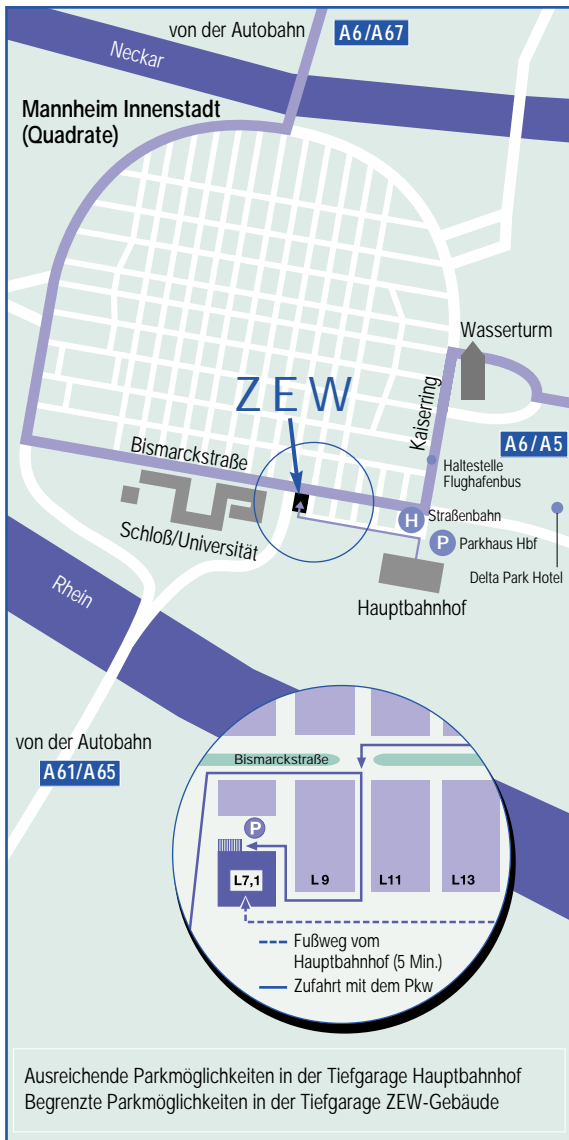 von der Autobahn A6/A67
Neckar
Mannheim Innenstadt
(Quadrate)
Wasserturm
ZEW
Kaiserring
A6/A5
Bismarckstraße
Haltestelle
Flughafenbus
H Straßenbahn
Schloß/Universität
P Parkhaus Hbf
Delta Park Hotel
Hauptbahnhof
Rhein
von der Autobahn
A61/A65
Bismarckstraße
P
L7,1 L9 L11 L13
Fußweg vom
Hauptbahnhof (5 Min.)
Zufahrt mit dem Pkw
Ausreichende Parkmöglichkeiten in der Tiefgarage Hauptbahnhof
Begrenzte Parkmöglichkeiten in der Tiefgarage ZEW-Gebäude